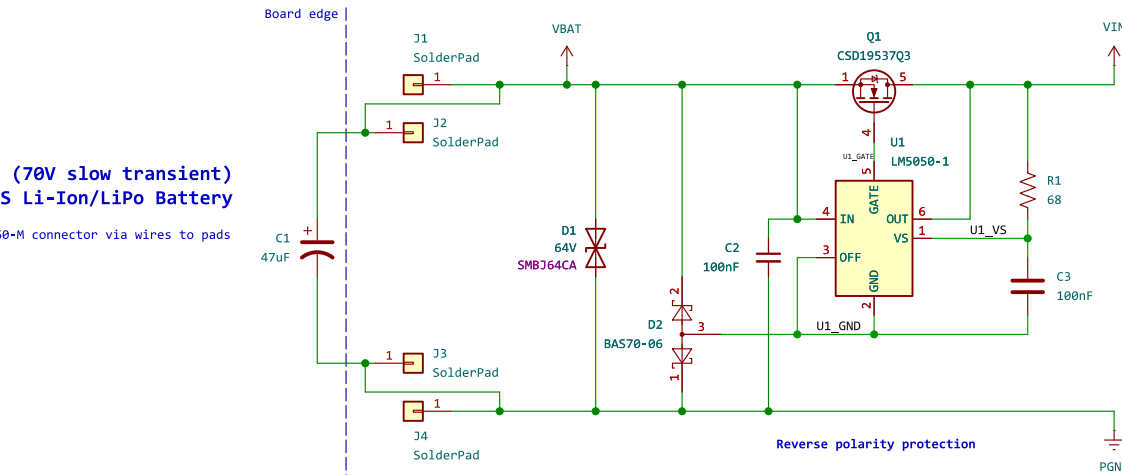 Board edge
J1
SolderPad
1
VBAT
Q1
CSD19537Q3
1
5
4
VIN
J2
SolderPad
1
U1_GATE
U1
LM5050-1
5
GATE
(70V slow transient)
S Li-Ion/LiPo Battery
-M connector via wires to pads
C1
47uF
+
D1
64V
SMBJ64CA
C2
100nF
4
IN
OUT
6
VS
1
U1_VS
3
OFF
GND
2
R1
68
C3
100nF
2
D2
BAS70-06
3
1
U1_GND
J3
SolderPad
1
J4
SolderPad
1
Reverse polarity protection
PGN